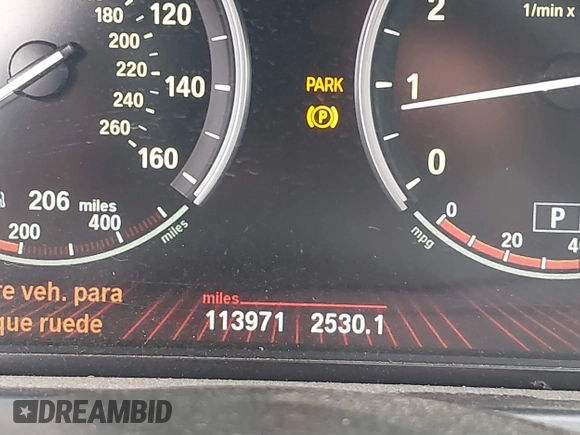 180
200
220
240
260
120
140
160
206 miles
200
400
miles
PARK
(P)
2
1
0
1/min x
P
0
20
40
mpg
re veh. para
que ruede
miles
113971 2530.1
DREAMBID